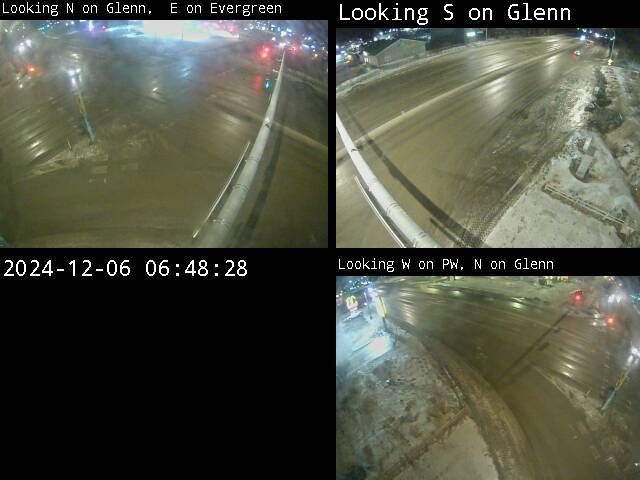 Looking N on Glenn,  E on Evergreen
Looking S on Glenn
2024-12-06 06:48:28
Looking W on PW, N on Glenn